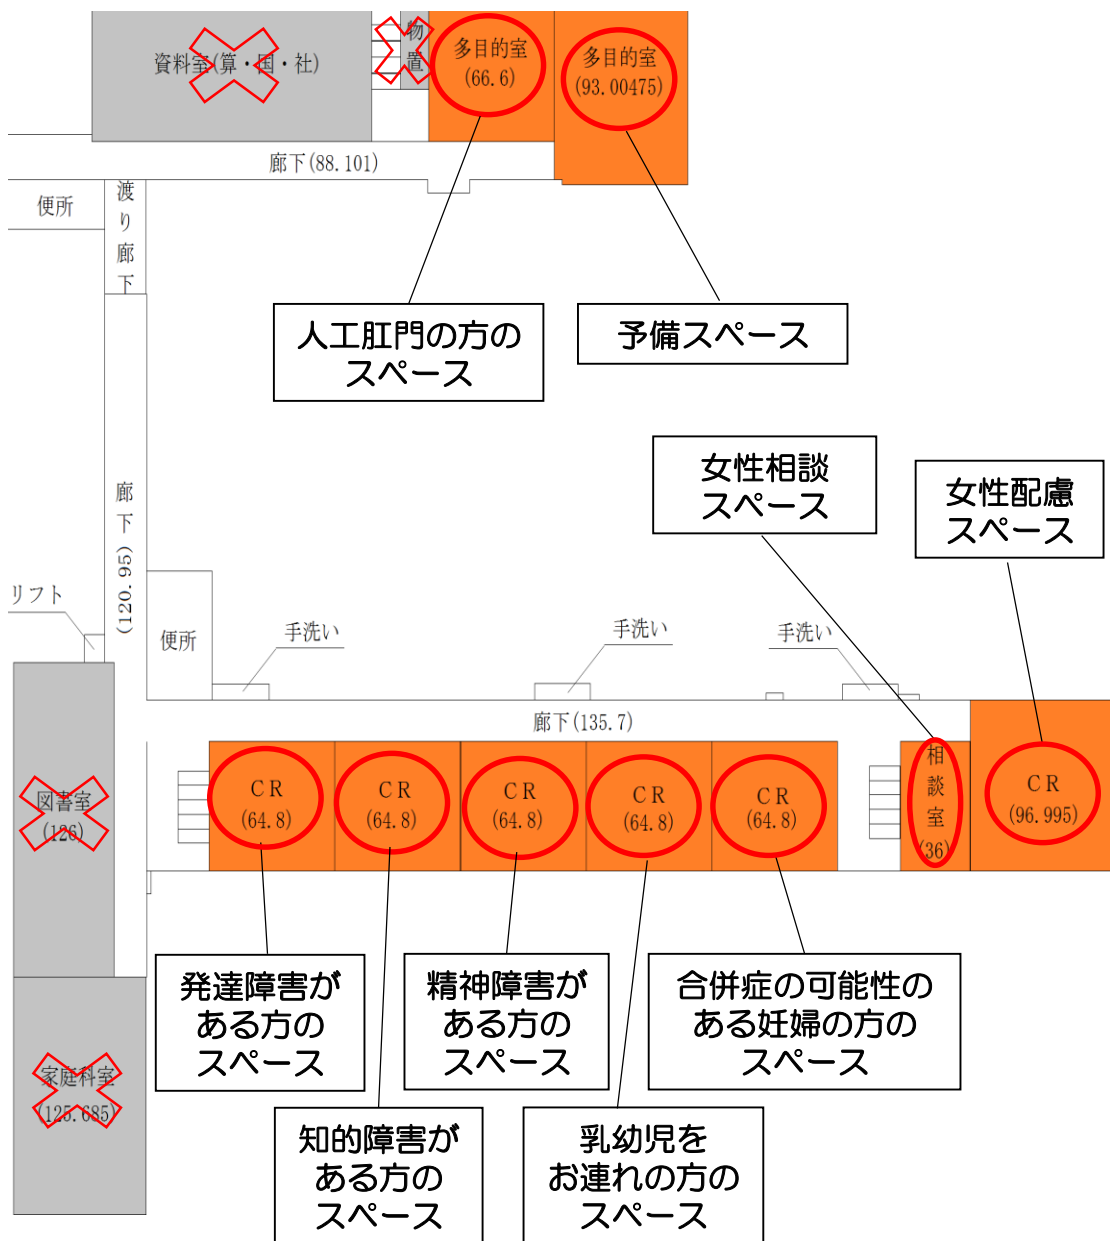 資料室(算・国・社)
物置
多目的室
(66.6)
多目的室
(93.00475)
廊下(88.101)
便所
渡り廊下
人工肛門の方の
スペース
予備スペース
女性相談
スペース
女性配慮
スペース
廊下(120.95)
リフト
便所
手洗い
手洗い
手洗い
廊下(135.7)
図書室
(126)
CR
(64.8)
CR
(64.8)
CR
(64.8)
CR
(64.8)
CR
(64.8)
相談室
(36)
CR
(96.995)
発達障害が
ある方の
スペース
精神障害が
ある方の
スペース
合併症の可能性の
ある妊婦の方の
スペース
家庭科室
(125.685)
知的障害が
ある方の
スペース
乳幼児を
お連れの方の
スペース